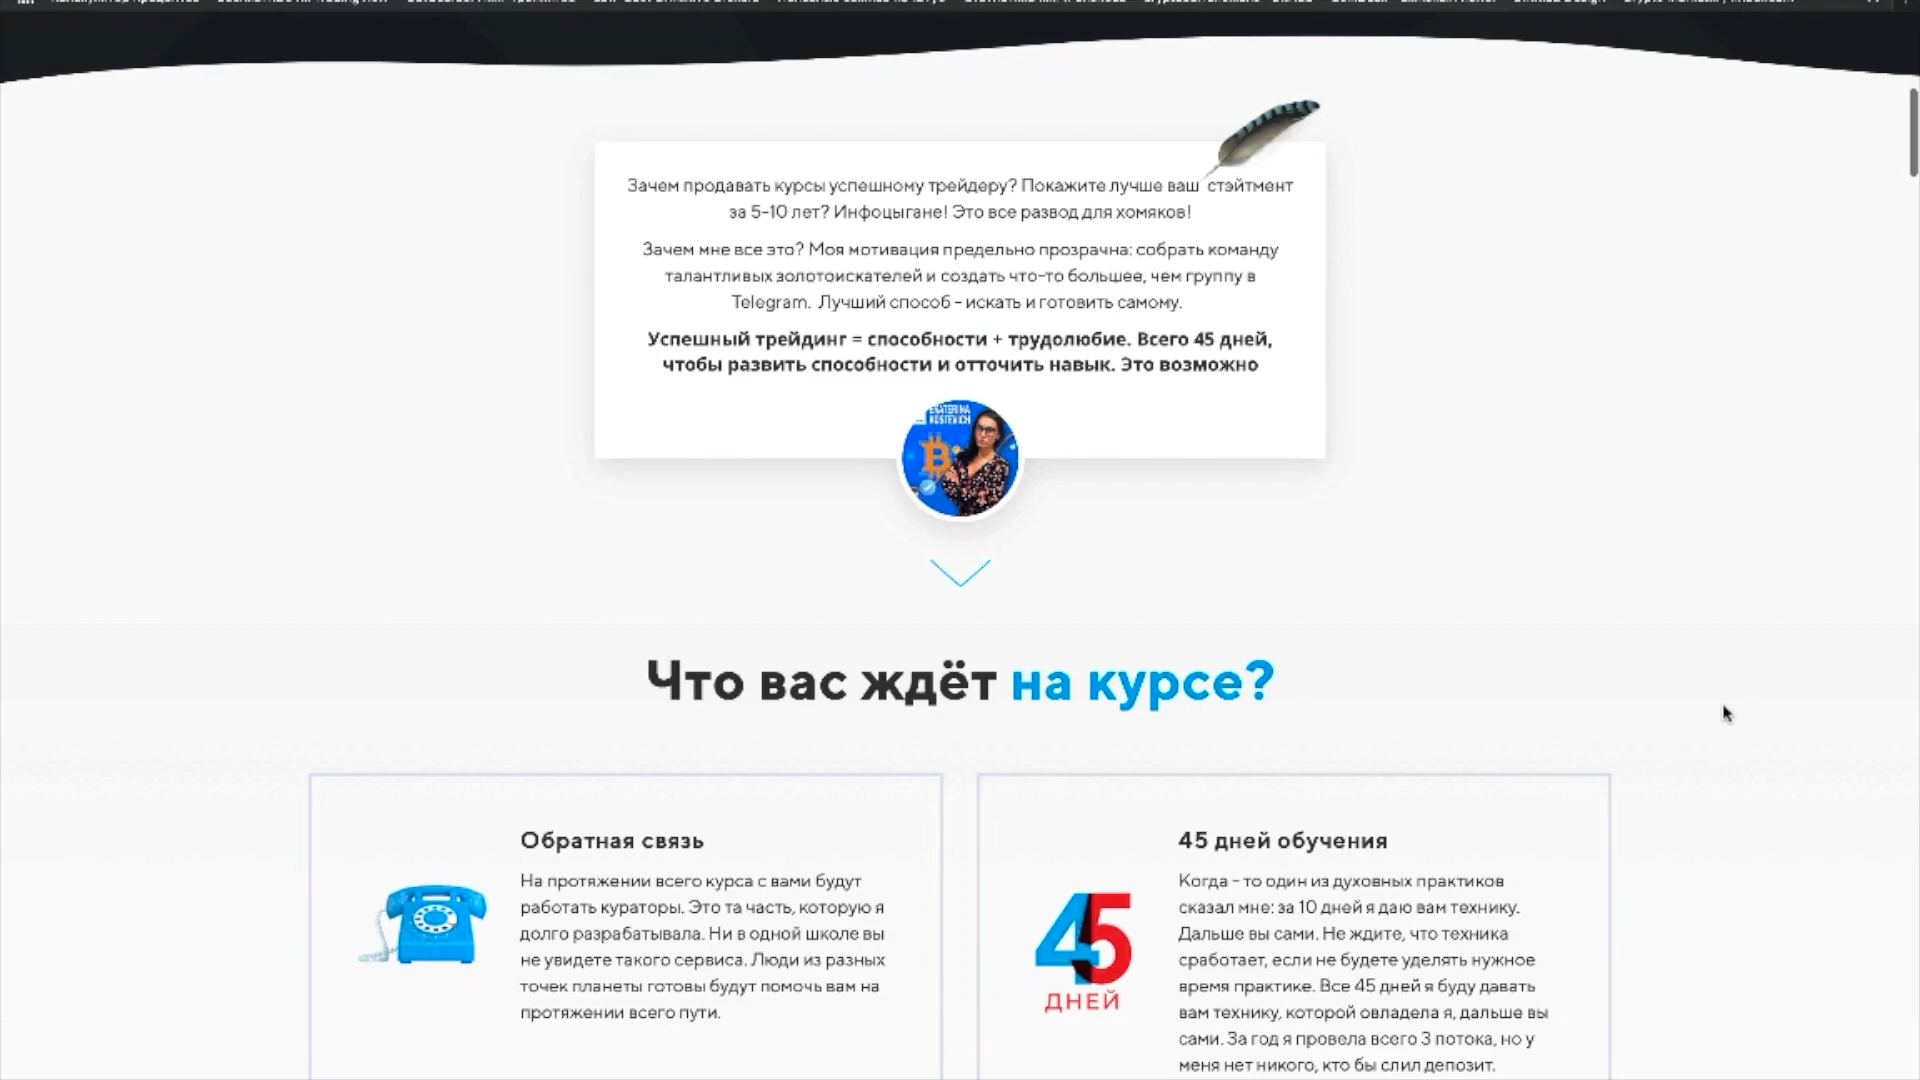 Зачем продавать курсы успешному трейдеру? Покажите лучше ваш стэйтмент
за 5-10 лет? Инфоцыгане! Это все развод для хомяков!
Зачем мне все это? Моя мотивация предельно прозрачна: собрать команду
талантливых золотоискателей и создать что-то большее, чем группу в
Telegram. Лучший способ - искать и готовить самому.
Успешный трейдинг = способности + трудолюбие. Всего 45 дней,
чтобы развить способности и отточить навык. Это возможно
EKATERINA
KOSTEVICH
Что вас ждёт на курсе?
Обратная связь
На протяжении всего курса с вами будут
работать кураторы. Это та часть, которую я
долго разрабатывала. Ни в одной школе вы
не увидете такого сервиса. Люди из разных
точек планеты готовы будут помочь вам на
протяжении всего пути.
45
ДНЕЙ
45 дней обучения
Когда - то один из духовных практиков
сказал мне: за 10 дней я даю вам технику.
Дальше вы сами. Не ждите, что техника
сработает, если не будете уделять нужное
время практике. Все 45 дней я буду давать
вам технику, которой овладела я, дальше вы
сами. За год я провела всего 3 потока, но у
меня нет никого, кто бы слил депозит.